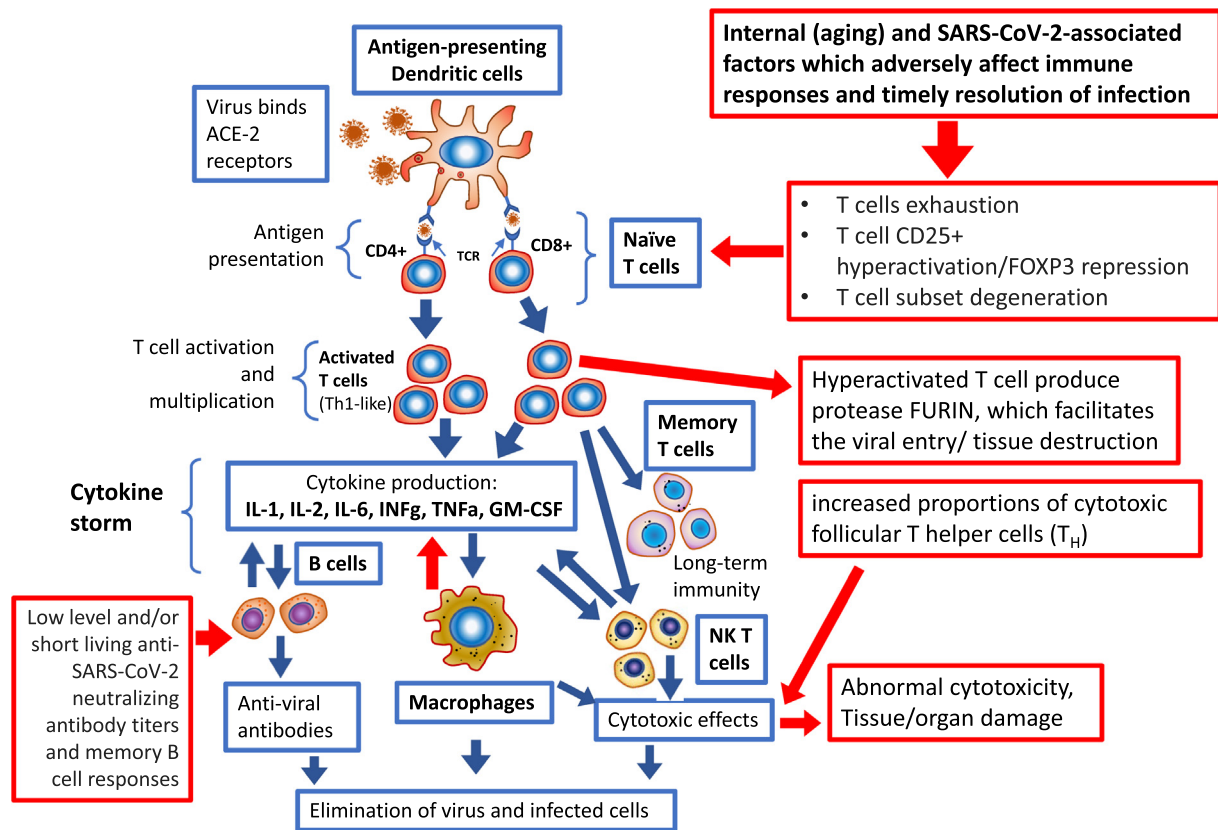 Antigen-presenting
Dendritic cells
Internal (aging) and SARS-CoV-2-associated
factors which adversely affect immune
responses and timely resolution of infection
Virus binds
ACE-2
receptors
• T cells exhaustion
• T cell CD25+
hyperactivation/FOXP3 repression
• T cell subset degeneration
Antigen
presentation
CD4+
TCR
CD8+
Naïve
T cells
T cell activation
and
multiplication
Activated
T cells
(Th1-like)
Hyperactivated T cell produce
protease FURIN, which facilitates
the viral entry/ tissue destruction
Memory
T cells
Cytokine
storm
Cytokine production:
IL-1, IL-2, IL-6, INFg, TNFa, GM-CSF
increased proportions of cytotoxic
follicular T helper cells (TH)
B cells
Long-term
immunity
Low level and/or
short living anti-
SARS-CoV-2
neutralizing
antibody titers
and memory B
cell responses
NK T
cells
Anti-viral
antibodies
Macrophages
Cytotoxic effects
Abnormal cytotoxicity,
Tissue/organ damage
Elimination of virus and infected cells